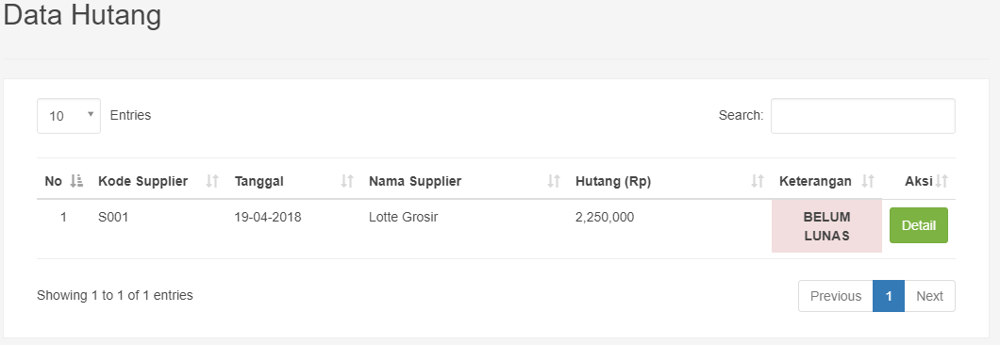 Data Hutang
10 Entries Search:
No Kode Supplier Tanggal Nama Supplier Hutang (Rp) Keterangan Aksi
1 S001 19-04-2018 Lotte Grosir 2,250,000 BELUM LUNAS Detail
Showing 1 to 1 of 1 entries Previous 1 Next